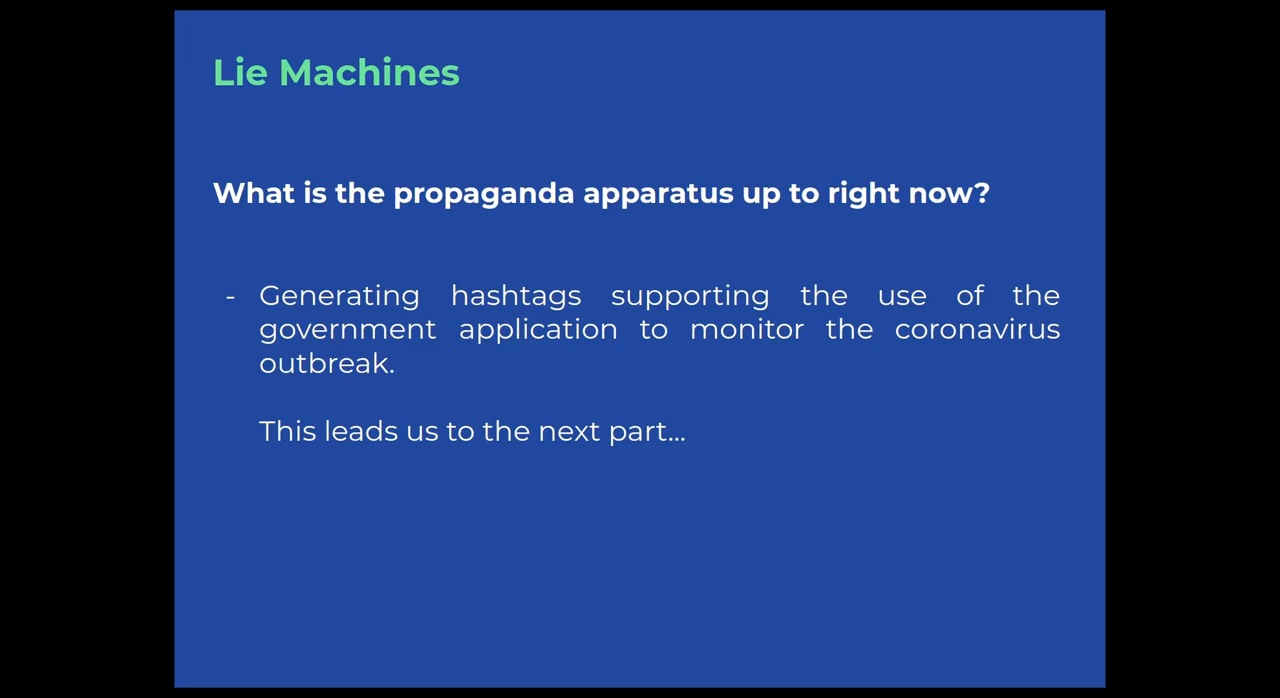 Lie Machines
What is the propaganda apparatus up to right now?
- Generating hashtags supporting the use of the
government application to monitor the coronavirus
outbreak.
This leads us to the next part...